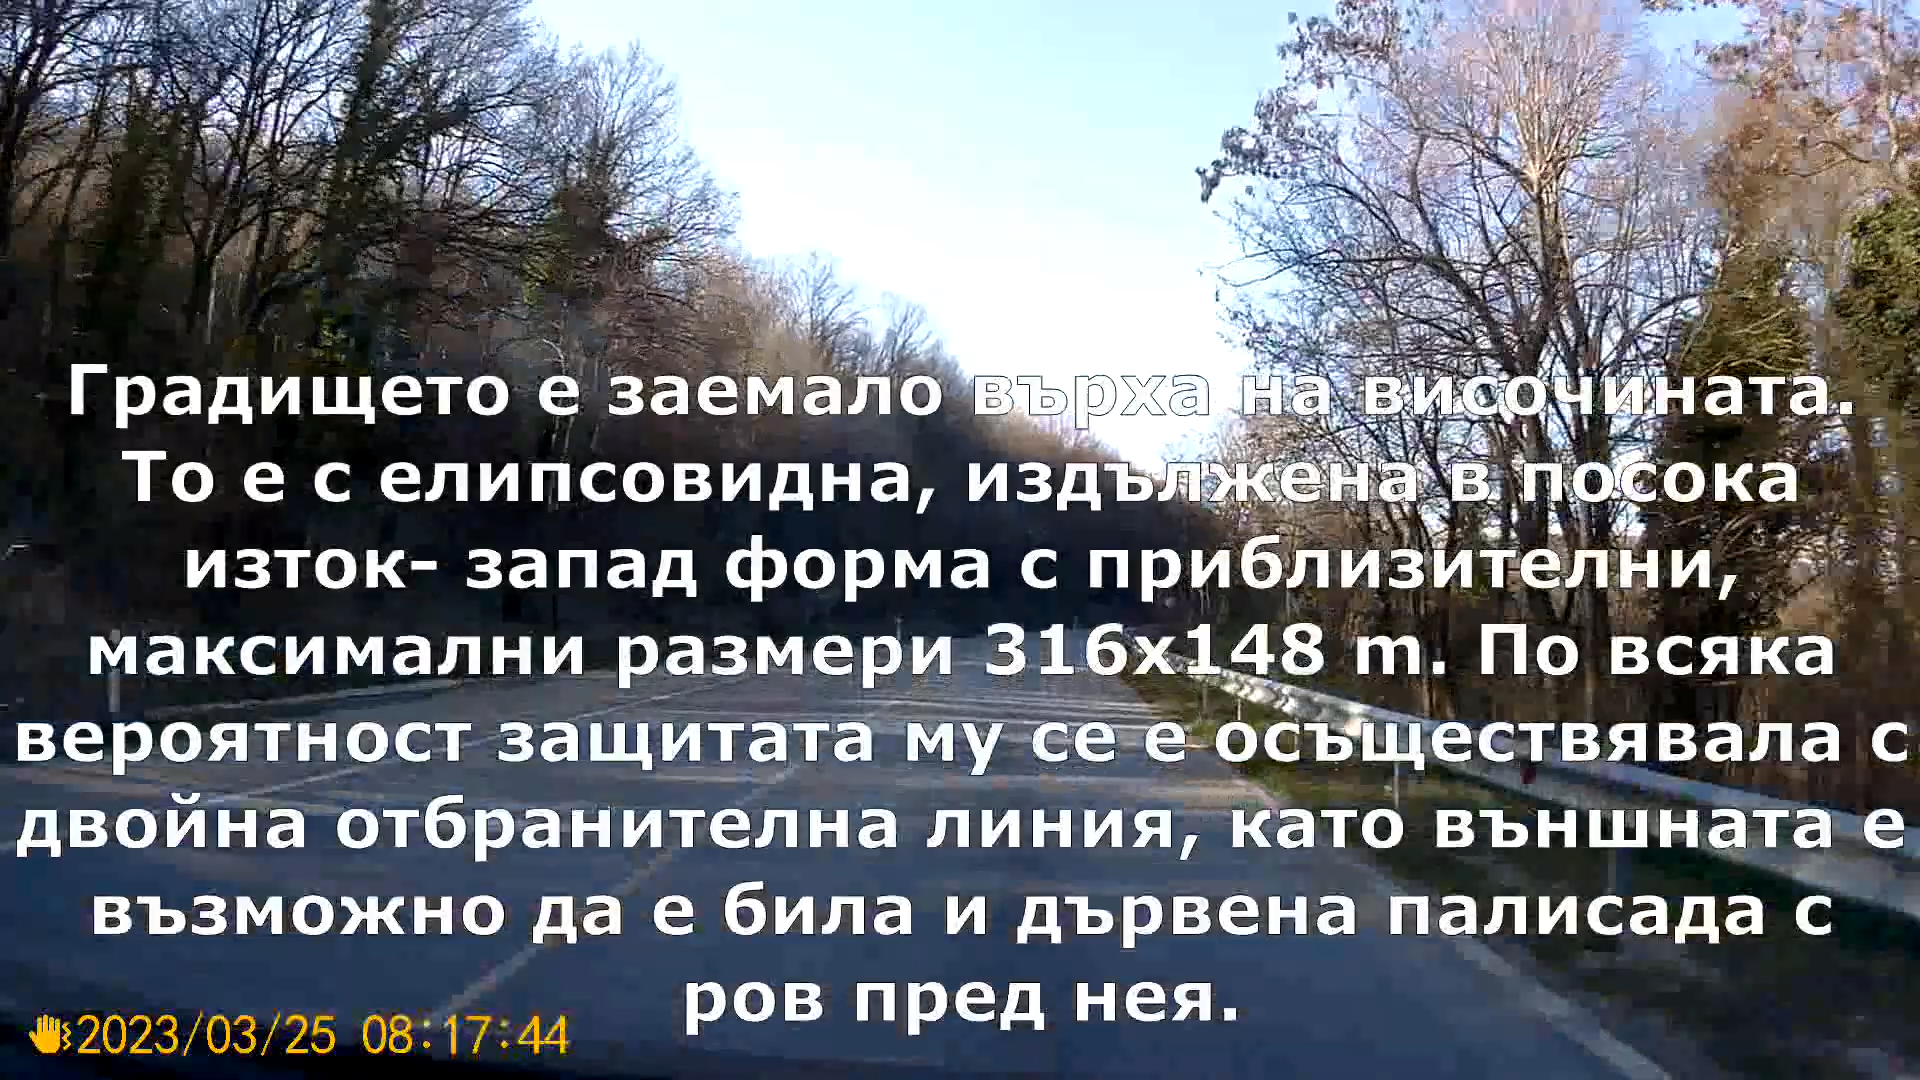 Градището е заемало върха на височината.
То е с елипсовидна, издължена в посока
изток- запад форма с приблизителни,
максимални размери 316х148 m. По всяка
вероятност защитата му се е осъществявала с
двойна отбранителна линия, като външната е
възможно да е била и дървена палисада с
ров пред нея.
2023/03/25 08:17:44